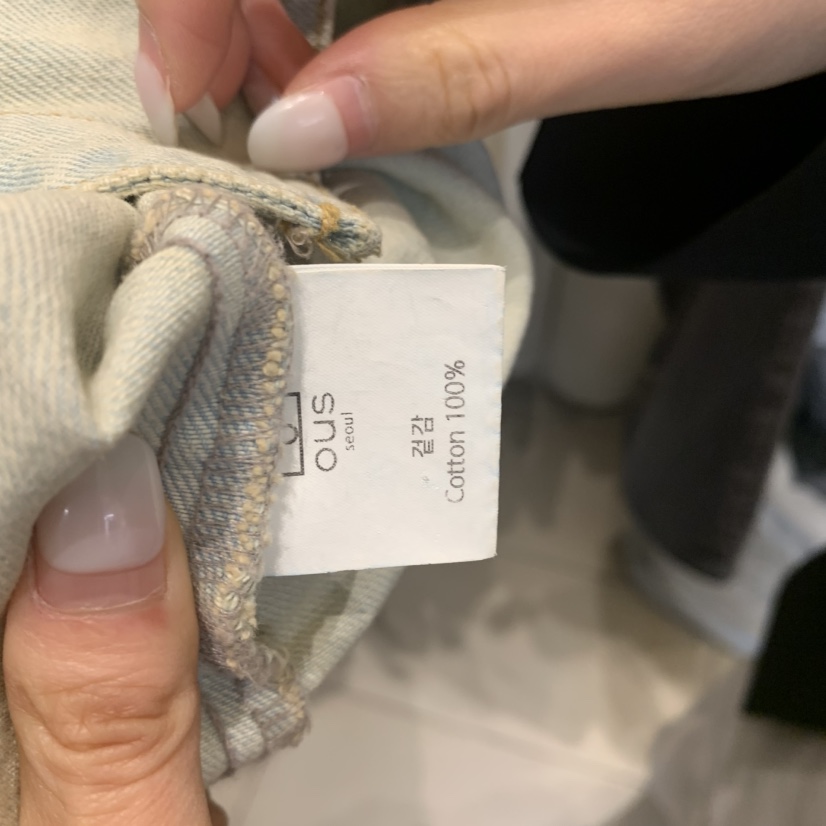 ous
seoul
겉감
Cotton 100%